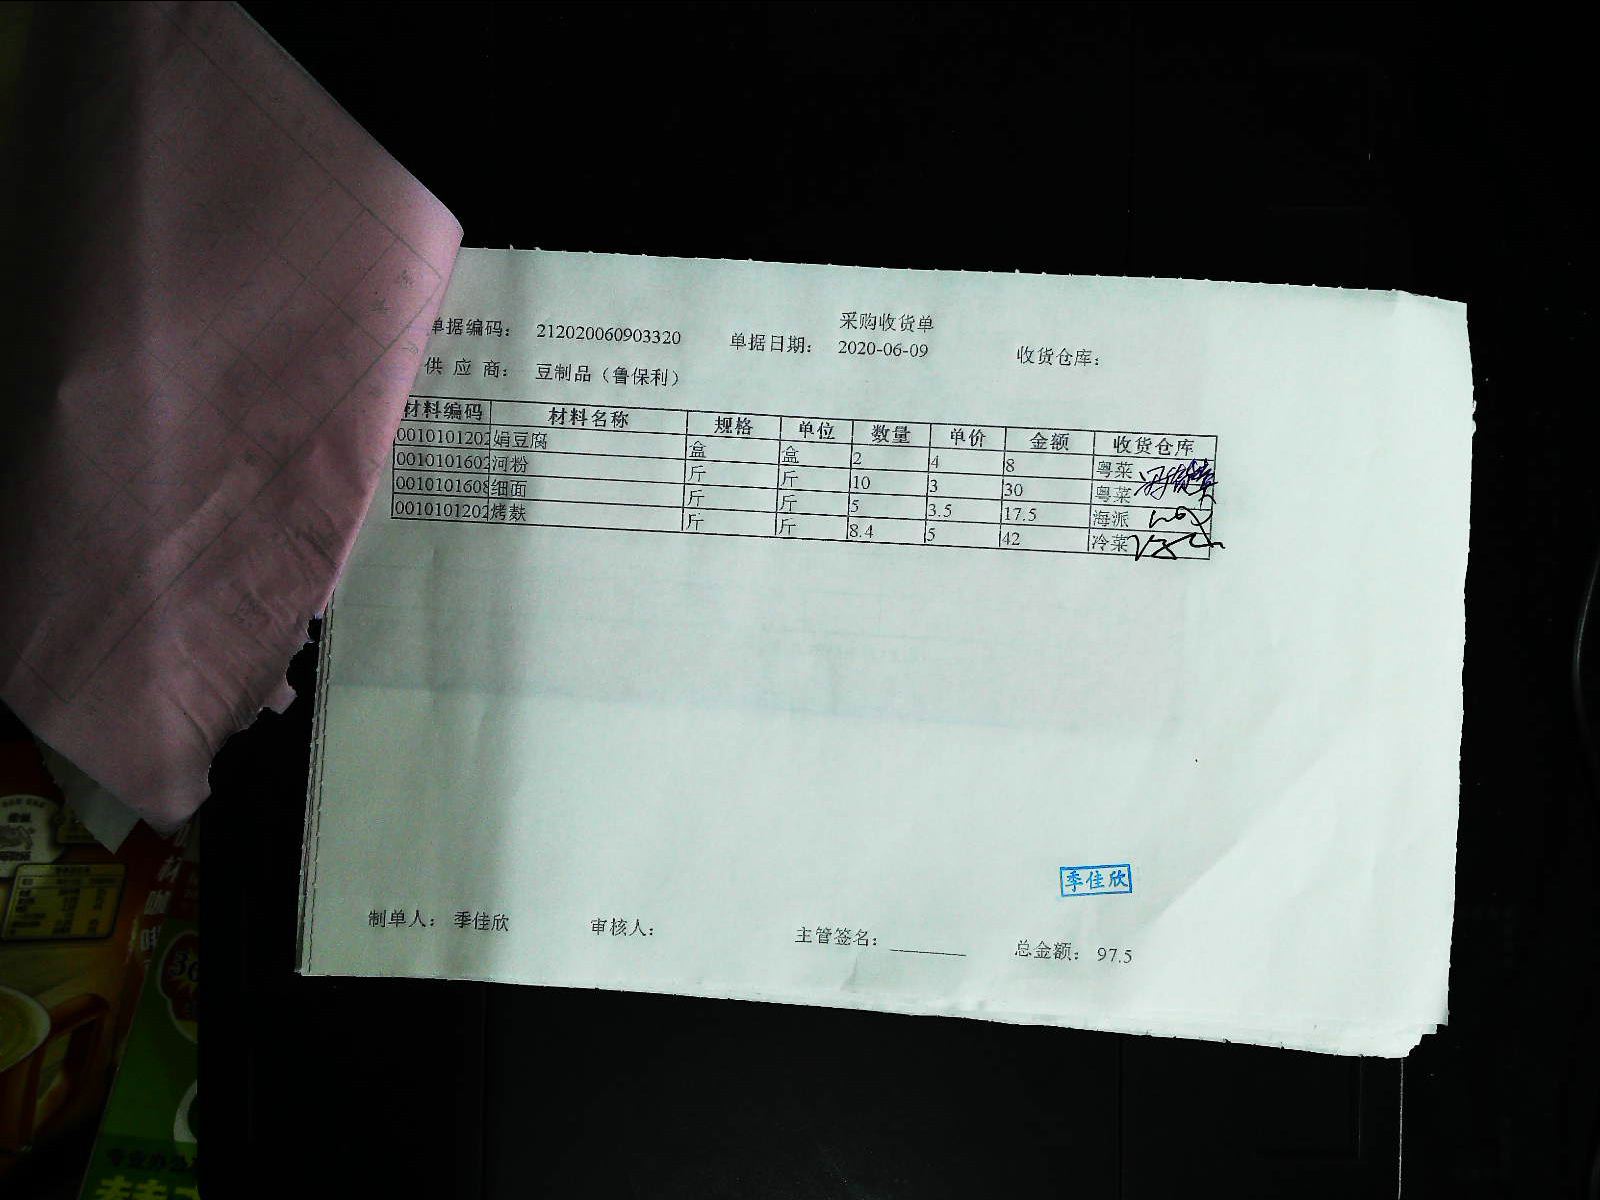 采购收货单
单据编码： 212020060903320 单据日期： 2020-06-09 收货仓库：
供 应 商： 豆制品（鲁保利）
材料编码 材料名称 规格 单位 数量 单价 金额 收货仓库
0010101202 娟豆腐 盒 盒 2 4 8 粤菜
0010101602 河粉 斤 斤 10 3 30 粤菜
0010101608 细面 斤 斤 5 3.5 17.5 海派
0010101202 烤麸 斤 斤 8.4 5 42 冷菜
季佳欣
制单人： 季佳欣 审核人： 主管签名： 总金额： 97.5